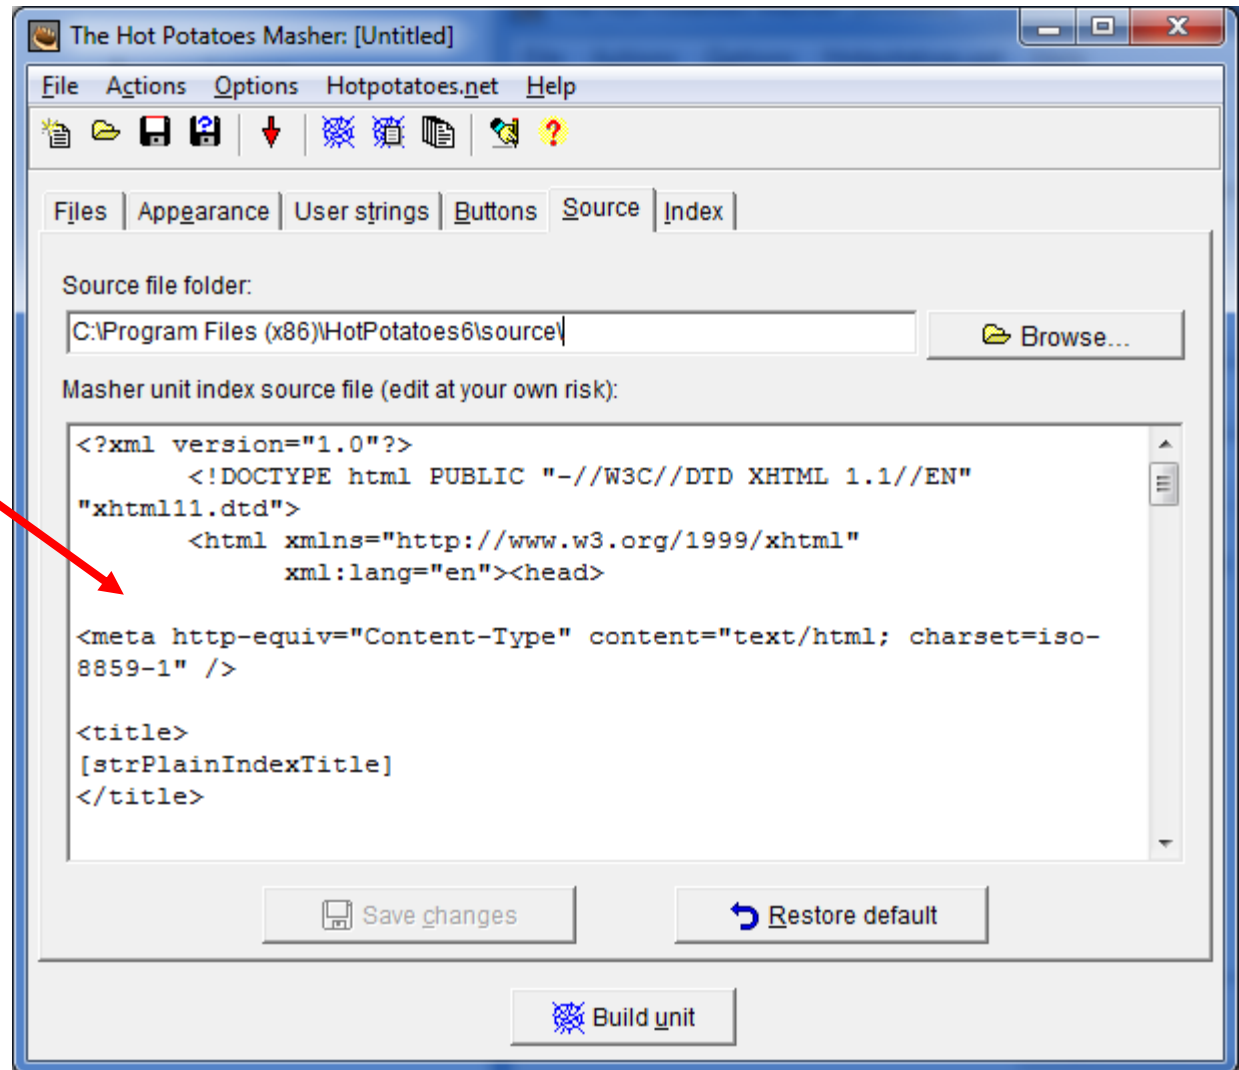 The Hot Potatoes Masher: [Untitled]
File Actions Options Hotpotatoes.net Help
Files Appearance User strings Buttons Source Index
Source file folder:
C:\Program Files (x86)\HotPotatoes6\source\
Browse...
Masher unit index source file (edit at your own risk):
<?xml version="1.0"?>
<!DOCTYPE html PUBLIC "-//W3C//DTD XHTML 1.1//EN"
"xhtml11.dtd">
<html xmlns="http://www.w3.org/1999/xhtml"
xml:lang="en"><head>
<meta http-equiv="Content-Type" content="text/html; charset=iso-
8859-1" />
<title>
[strPlainIndexTitle]
</title>
Save changes
Restore default
Build unit